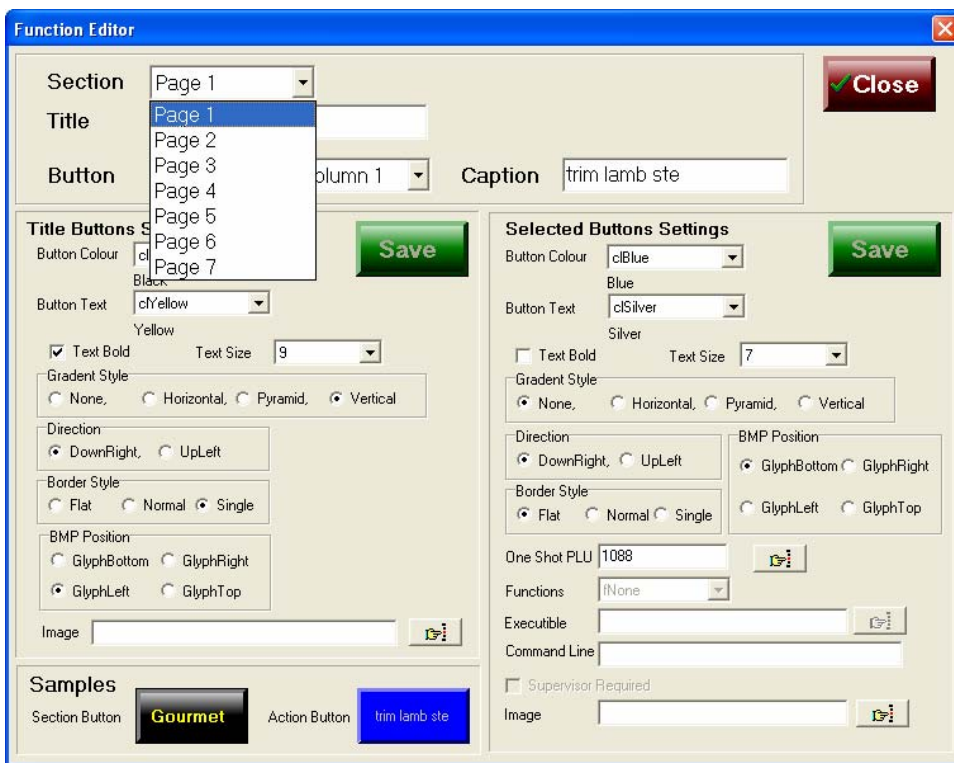 Function Editor
Section Page 1
Close
Page 1
Title
Page 2
Page 3
Button olumn 1 Caption trim lamb ste
Page 4
Page 5
Page 6
Page 7
Title Buttons S
Save
Button Colour cl
Black
Button Text clYellow
Yellow
Text Bold Text Size 9
Gradent Style
None, Horizontal, Pyramid, Vertical
Direction
DownRight, UpLeft
Border Style
Flat Normal Single
BMP Position
GlyphBottom GlyphRight
GlyphLeft GlyphTop
Image
Selected Buttons Settings
Save
Button Colour clBlue
Blue
Button Text clSilver
Silver
Text Bold Text Size 7
Gradent Style
None, Horizontal, Pyramid, Vertical
Direction
DownRight, UpLeft
BMP Position
GlyphBottom GlyphRight
GlyphLeft GlyphTop
Border Style
Flat Normal Single
One Shot PLU 1088
Functions fNone
Executible
Command Line
Supervisor Required
Image
Samples
Section Button Gourmet Action Button trim lamb ste